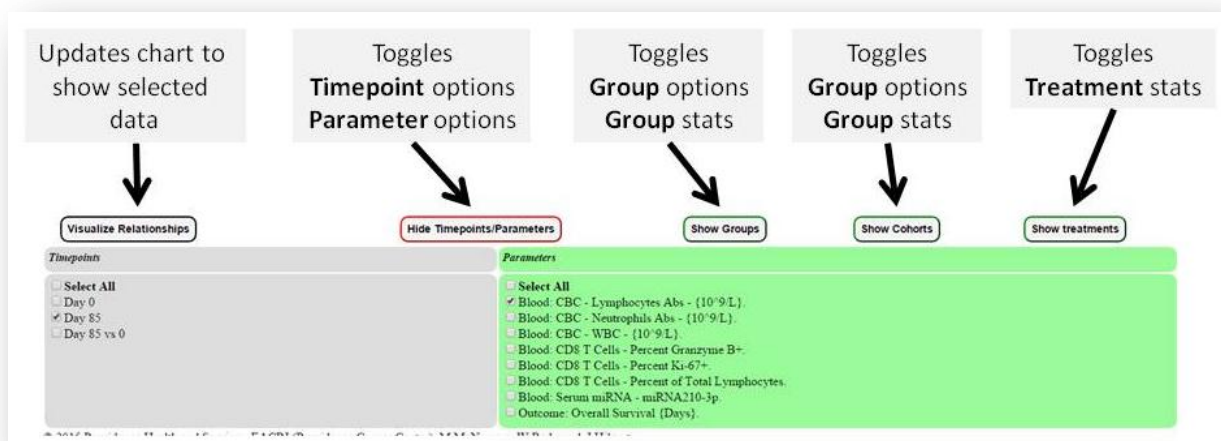 Updates chart to
show selected
data
Toggles
Timepoint options
Parameter options
Toggles
Group options
Group stats
Toggles
Group options
Group stats
Toggles
Treatment stats
Visualize Relationships
Hide Timepoints/Parameters
Show Groups
Show Cohorts
Show treatments
Timepoints
Select All
Day 0
Day 85
Day 85 vs 0
Parameters
Select All
Blood: CBC - Lymphocytes Abs - {10^9/L}.
Blood: CBC - Neutrophils Abs - {10^9/L}.
Blood: CBC - WBC - {10^9/L}.
Blood: CD8 T Cells - Percent Granzyme B+.
Blood: CD8 T Cells - Percent Ki-67+.
Blood: CD8 T Cells - Percent of Total Lymphocytes.
Blood: Serum miRNA - miRNA210-3p.
Outcome: Overall Survival {Days}.